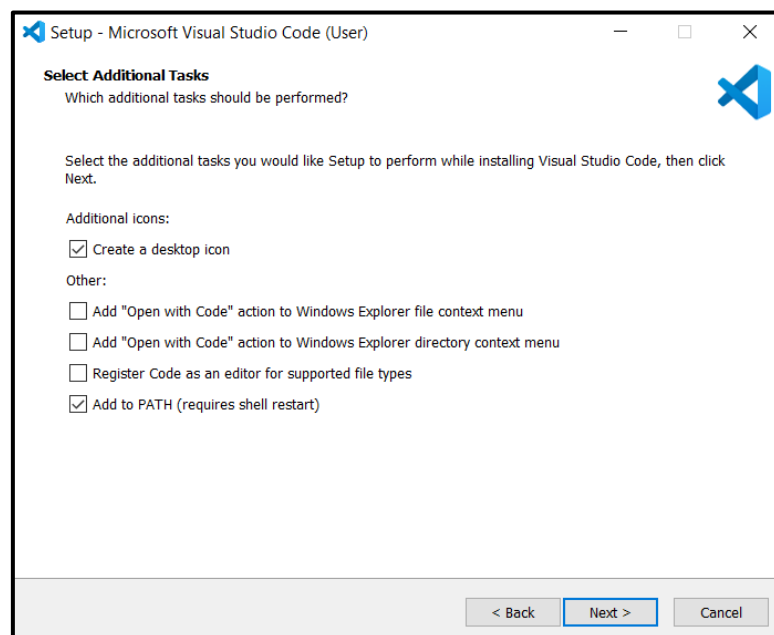 Setup - Microsoft Visual Studio Code (User)
Select Additional Tasks
Which additional tasks should be performed?
Select the additional tasks you would like Setup to perform while installing Visual Studio Code, then click
Next.
Additional icons:
Create a desktop icon
Other:
Add "Open with Code" action to Windows Explorer file context menu
Add "Open with Code" action to Windows Explorer directory context menu
Register Code as an editor for supported file types
Add to PATH (requires shell restart)
< Back Next > Cancel